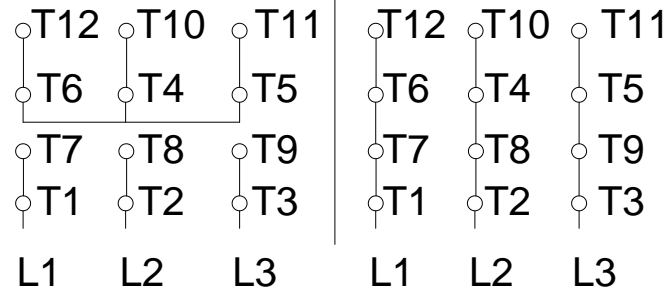 T12 T10 T11 T12 T10 T11
T6 T4 T5 T6 T4 T5
T7 T8 T9 T7 T8 T9
T1 T2 T3 T1 T2 T3
L1 L2 L3 L1 L2 L3